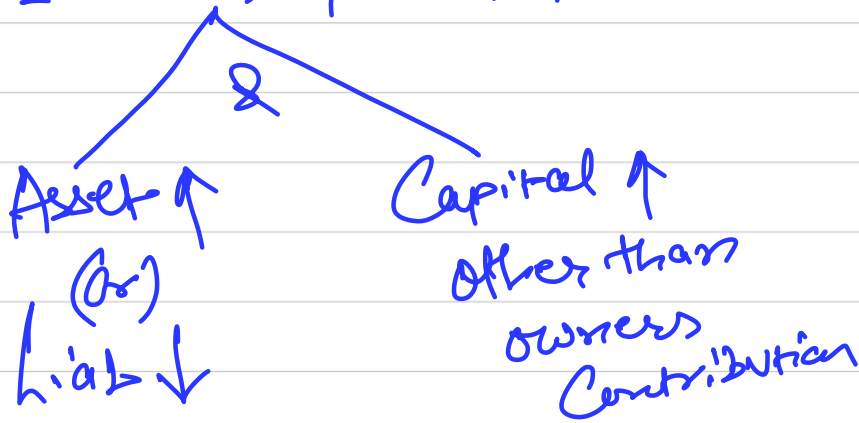 &
Asset ↑
Capital ↑
(or)
other than
Liab ↓
owners
Contribution